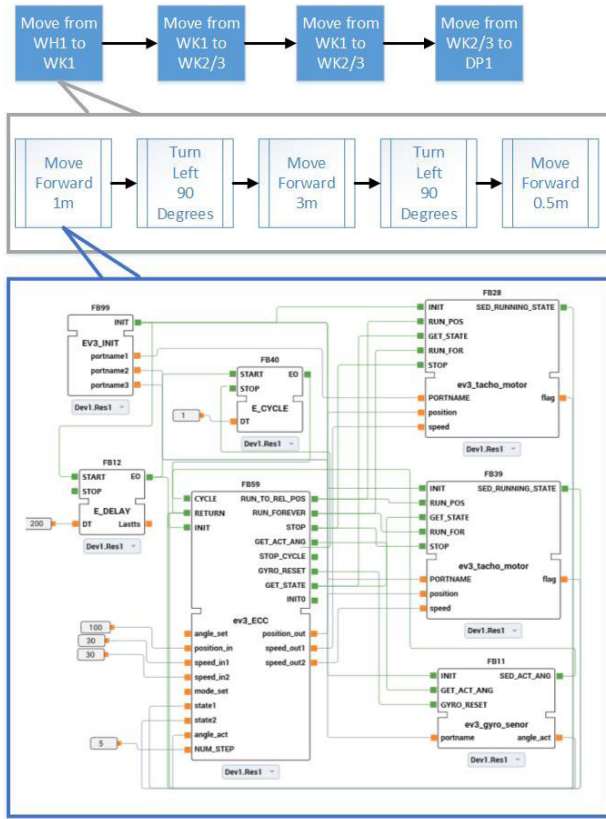 Move from
WH1 to
WK1
Move from
WK1 to
WK2/3
Move from
WK1 to
WK2/3
Move from
WK2/3 to
DP1
Move
Forward
1m
Turn
Left
90
Degrees
Move
Forward
3m
Turn
Left
90
Degrees
Move
Forward
0.5m
FB99
INIT
EV3_INIT
portname1
portname2
portname3
Dev1.Res1
FB40
START EO
STOP
E_CYCLE
1
DT
Dev1.Res1
FB12
START EO
STOP
E_DELAY
200
DT Lastts
Dev1.Res1
FB59
CYCLE RUN_TO_REL_POS
RETURN RUN_FOREVER
INIT STOP
GET_ACT_ANG
STOP_CYCLE
GYRO_RESET
GET_STATE
INIT0
ev3_ECC
angle_set position_out
position_in speed_out1
speed_in1 speed_out2
speed_in2
mode_set
state1
state2
angle_act
NUM_STEP
100
30
30
5
Dev1.Res1
FB28
INIT SED_RUNNING_STATE
RUN_POS
GET_STATE
RUN_FOR
STOP
ev3_tacho_motor
PORTNAME flag
position
speed
Dev1.Res1
FB39
INIT SED_RUNNING_STATE
RUN_POS
GET_STATE
RUN_FOR
STOP
ev3_tacho_motor
PORTNAME flag
position
speed
Dev1.Res1
FB11
INIT SED_ACT_ANG
GET_ACT_ANG
GYRO_RESET
ev3_gyro_senor
portname angle_act
Dev1.Res1